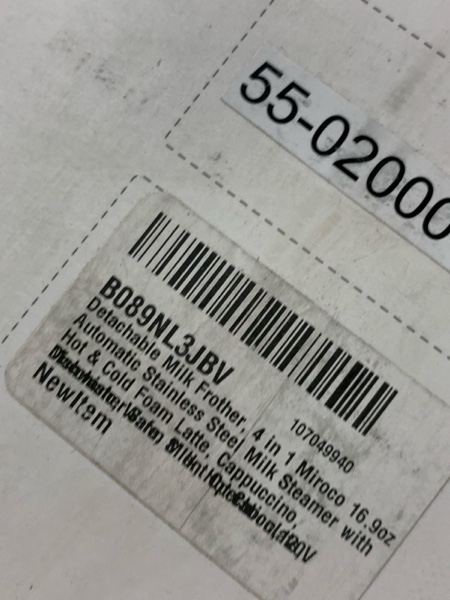 55-02000
B089NL3JBV
107049940
Detachable Milk Frother, 4 in 1 Miroco 16.9oz
Automatic Stainless Steel Milk Steamer with
Hot & Cold Foam Latte, Cappuccino,
NewItem